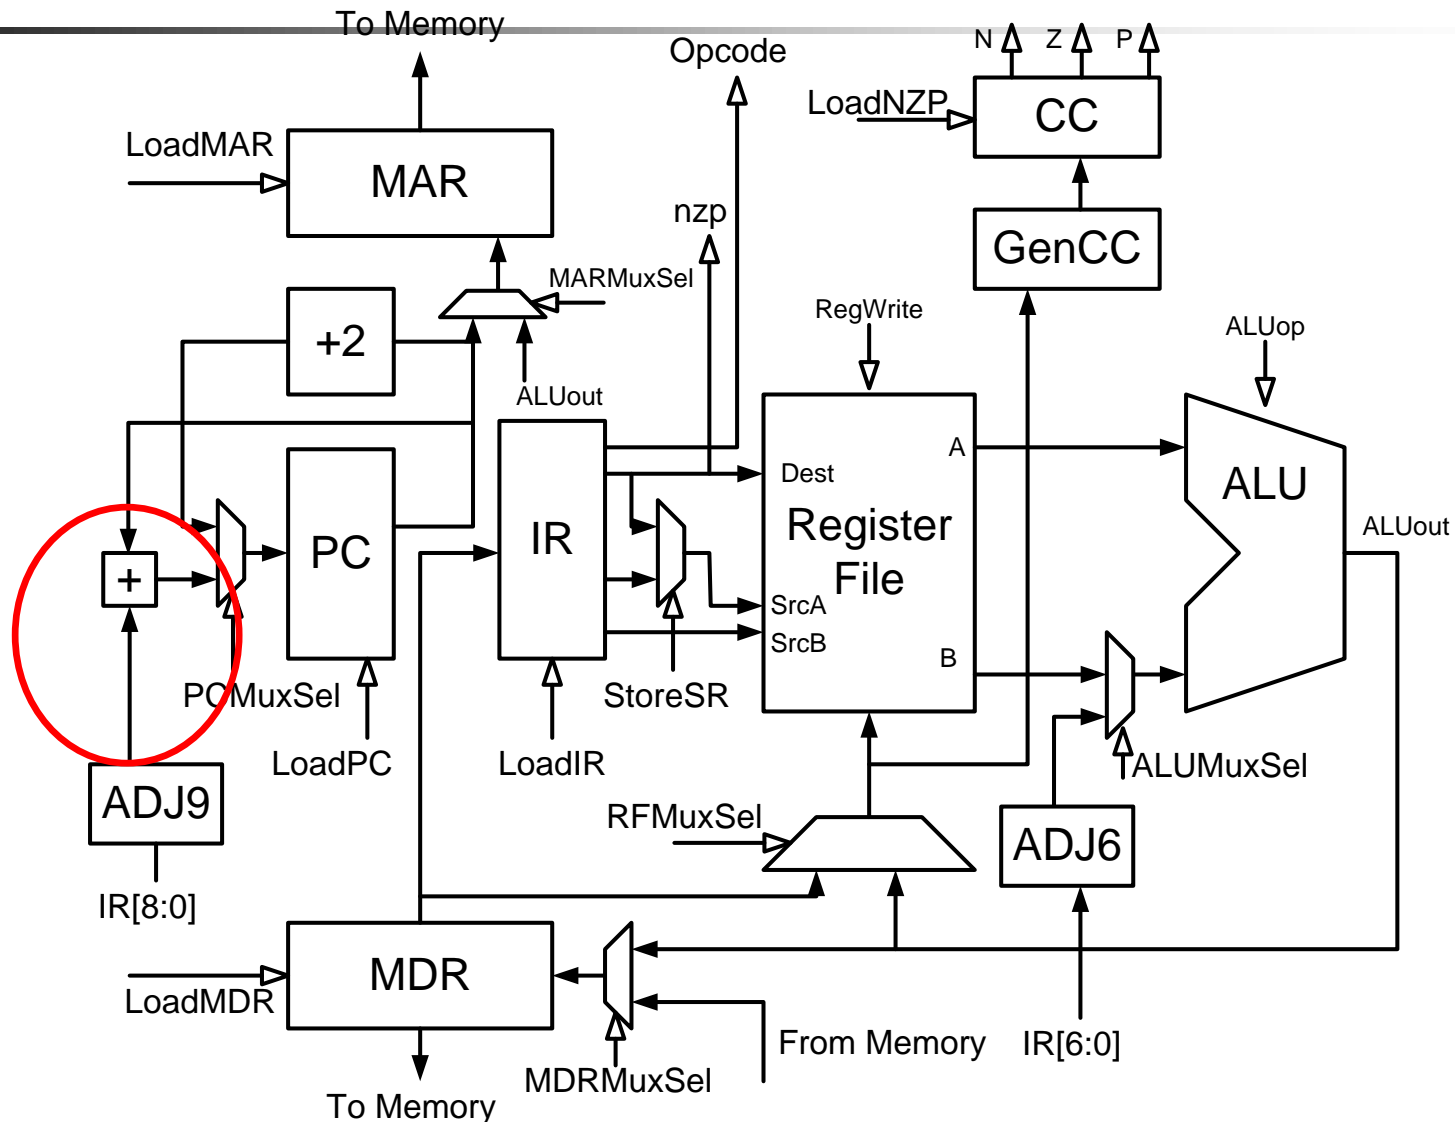 To Memory
Opcode
N Z P
LoadNZP
CC
LoadMAR
MAR
nzp
GenCC
MARMuxSel
+2
RegWrite
ALUop
ALUout
Dest
A
ALU
Register
File
ALUout
PC
IR
+
SrcA
SrcB
B
PCMuxSel
StoreSR
LoadPC
LoadIR
ALUMuxSel
ADJ9
RFMuxSel
ADJ6
IR[8:0]
MDR
LoadMDR
From Memory
IR[6:0]
MDRMuxSel
To Memory